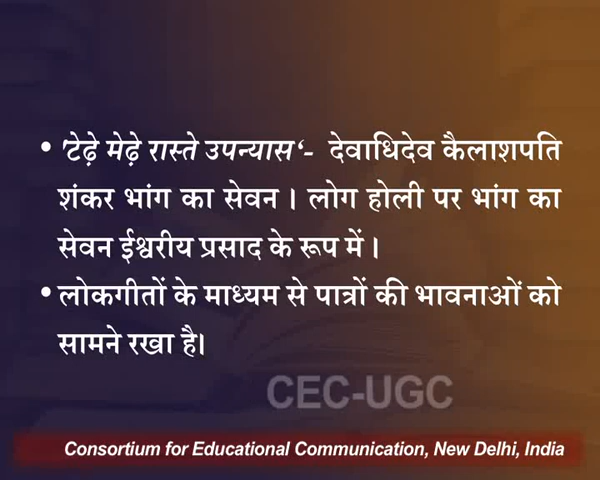 • 'टेढ़े मेढ़े रास्ते उपन्यास‘- देवाधिदेव कैलाशपति
शंकर भांग का सेवन । लोग होली पर भांग का
सेवन ईश्वरीय प्रसाद के रूप में ।
• लोकगीतों के माध्यम से पात्रों की भावनाओं को
सामने रखा है।
CEC-UGC
Consortium for Educational Communication, New Delhi, India